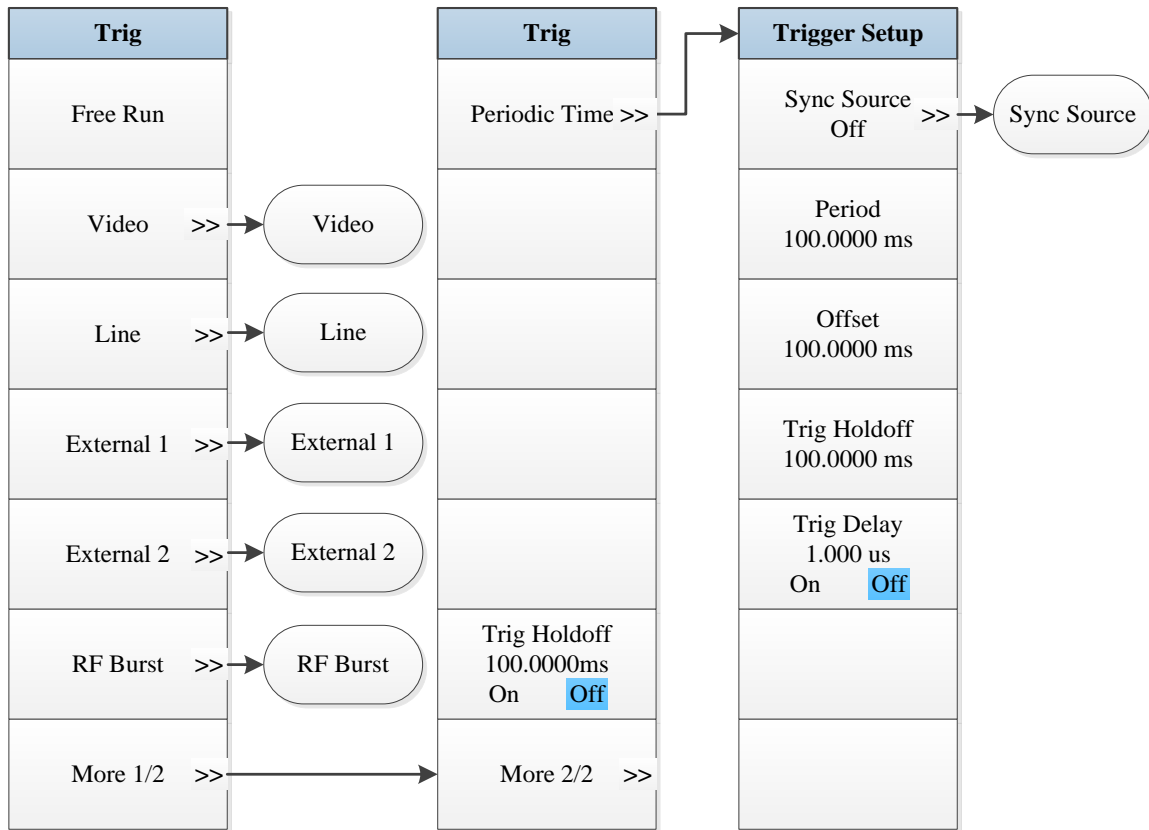 Trig
Free Run
Video >>
Video
Line >>
Line
External 1 >>
External 1
External 2 >>
External 2
RF Burst >>
RF Burst
More 1/2 >>
Trig
Periodic Time >>
Trig Holdoff
100.0000ms
On Off
More 2/2 >>
Trigger Setup
Sync Source >>
Off
Sync Source
Period
100.0000 ms
Offset
100.0000 ms
Trig Holdoff
100.0000 ms
Trig Delay
1.000 us
On Off